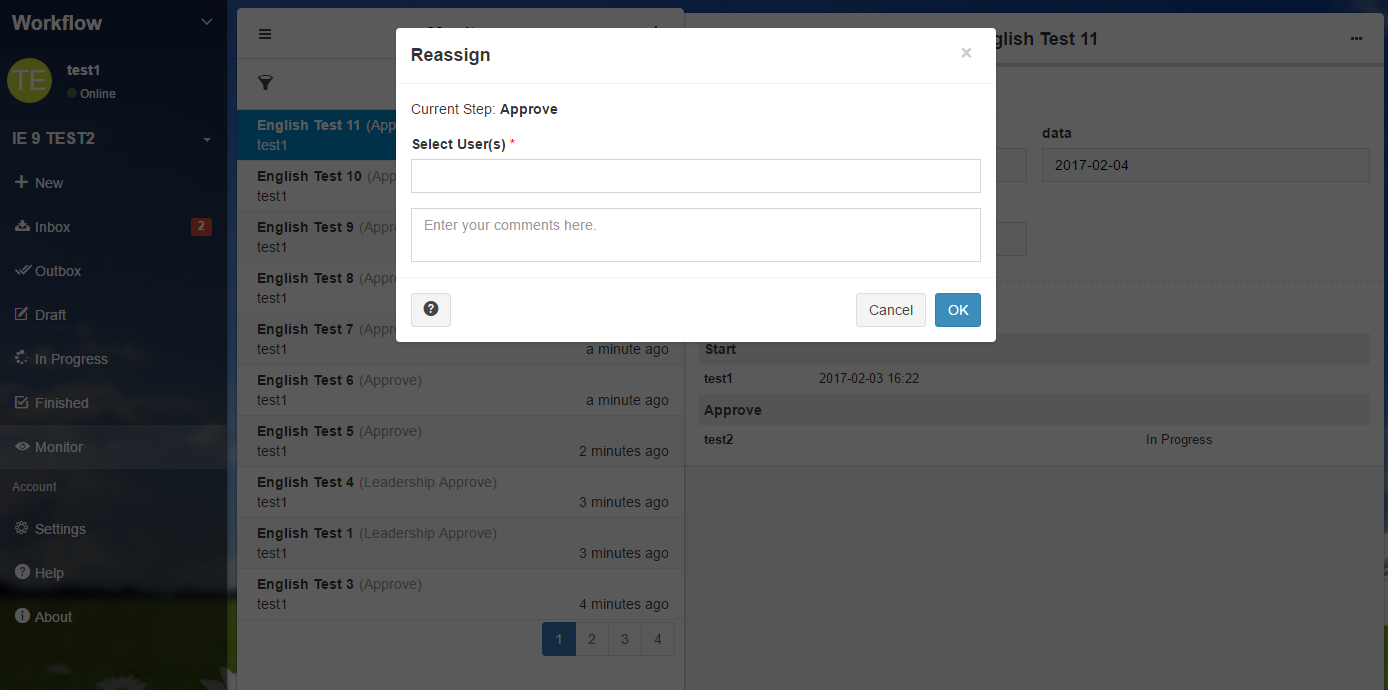 Workflow
TE
test1
Online
IE 9 TEST2
New
Inbox
2
Outbox
Draft
In Progress
Finished
Monitor
Account
Settings
Help
About
English Test 11 (App
test1
English Test 10 (App
test1
English Test 9 (Appr
test1
English Test 8 (Appr
test1
English Test 7 (Appr
test1
a minute ago
English Test 6 (Approve)
test1
a minute ago
English Test 5 (Approve)
test1
2 minutes ago
English Test 4 (Leadership Approve)
test1
3 minutes ago
English Test 1 (Leadership Approve)
test1
3 minutes ago
English Test 3 (Approve)
test1
4 minutes ago
1 2 3 4
Reassign
×
Current Step: Approve
Select User(s) *
Enter your comments here.
?
Cancel
OK
glish Test 11
data
2017-02-04
Start
test1
2017-02-03 16:22
Approve
test2
In Progress